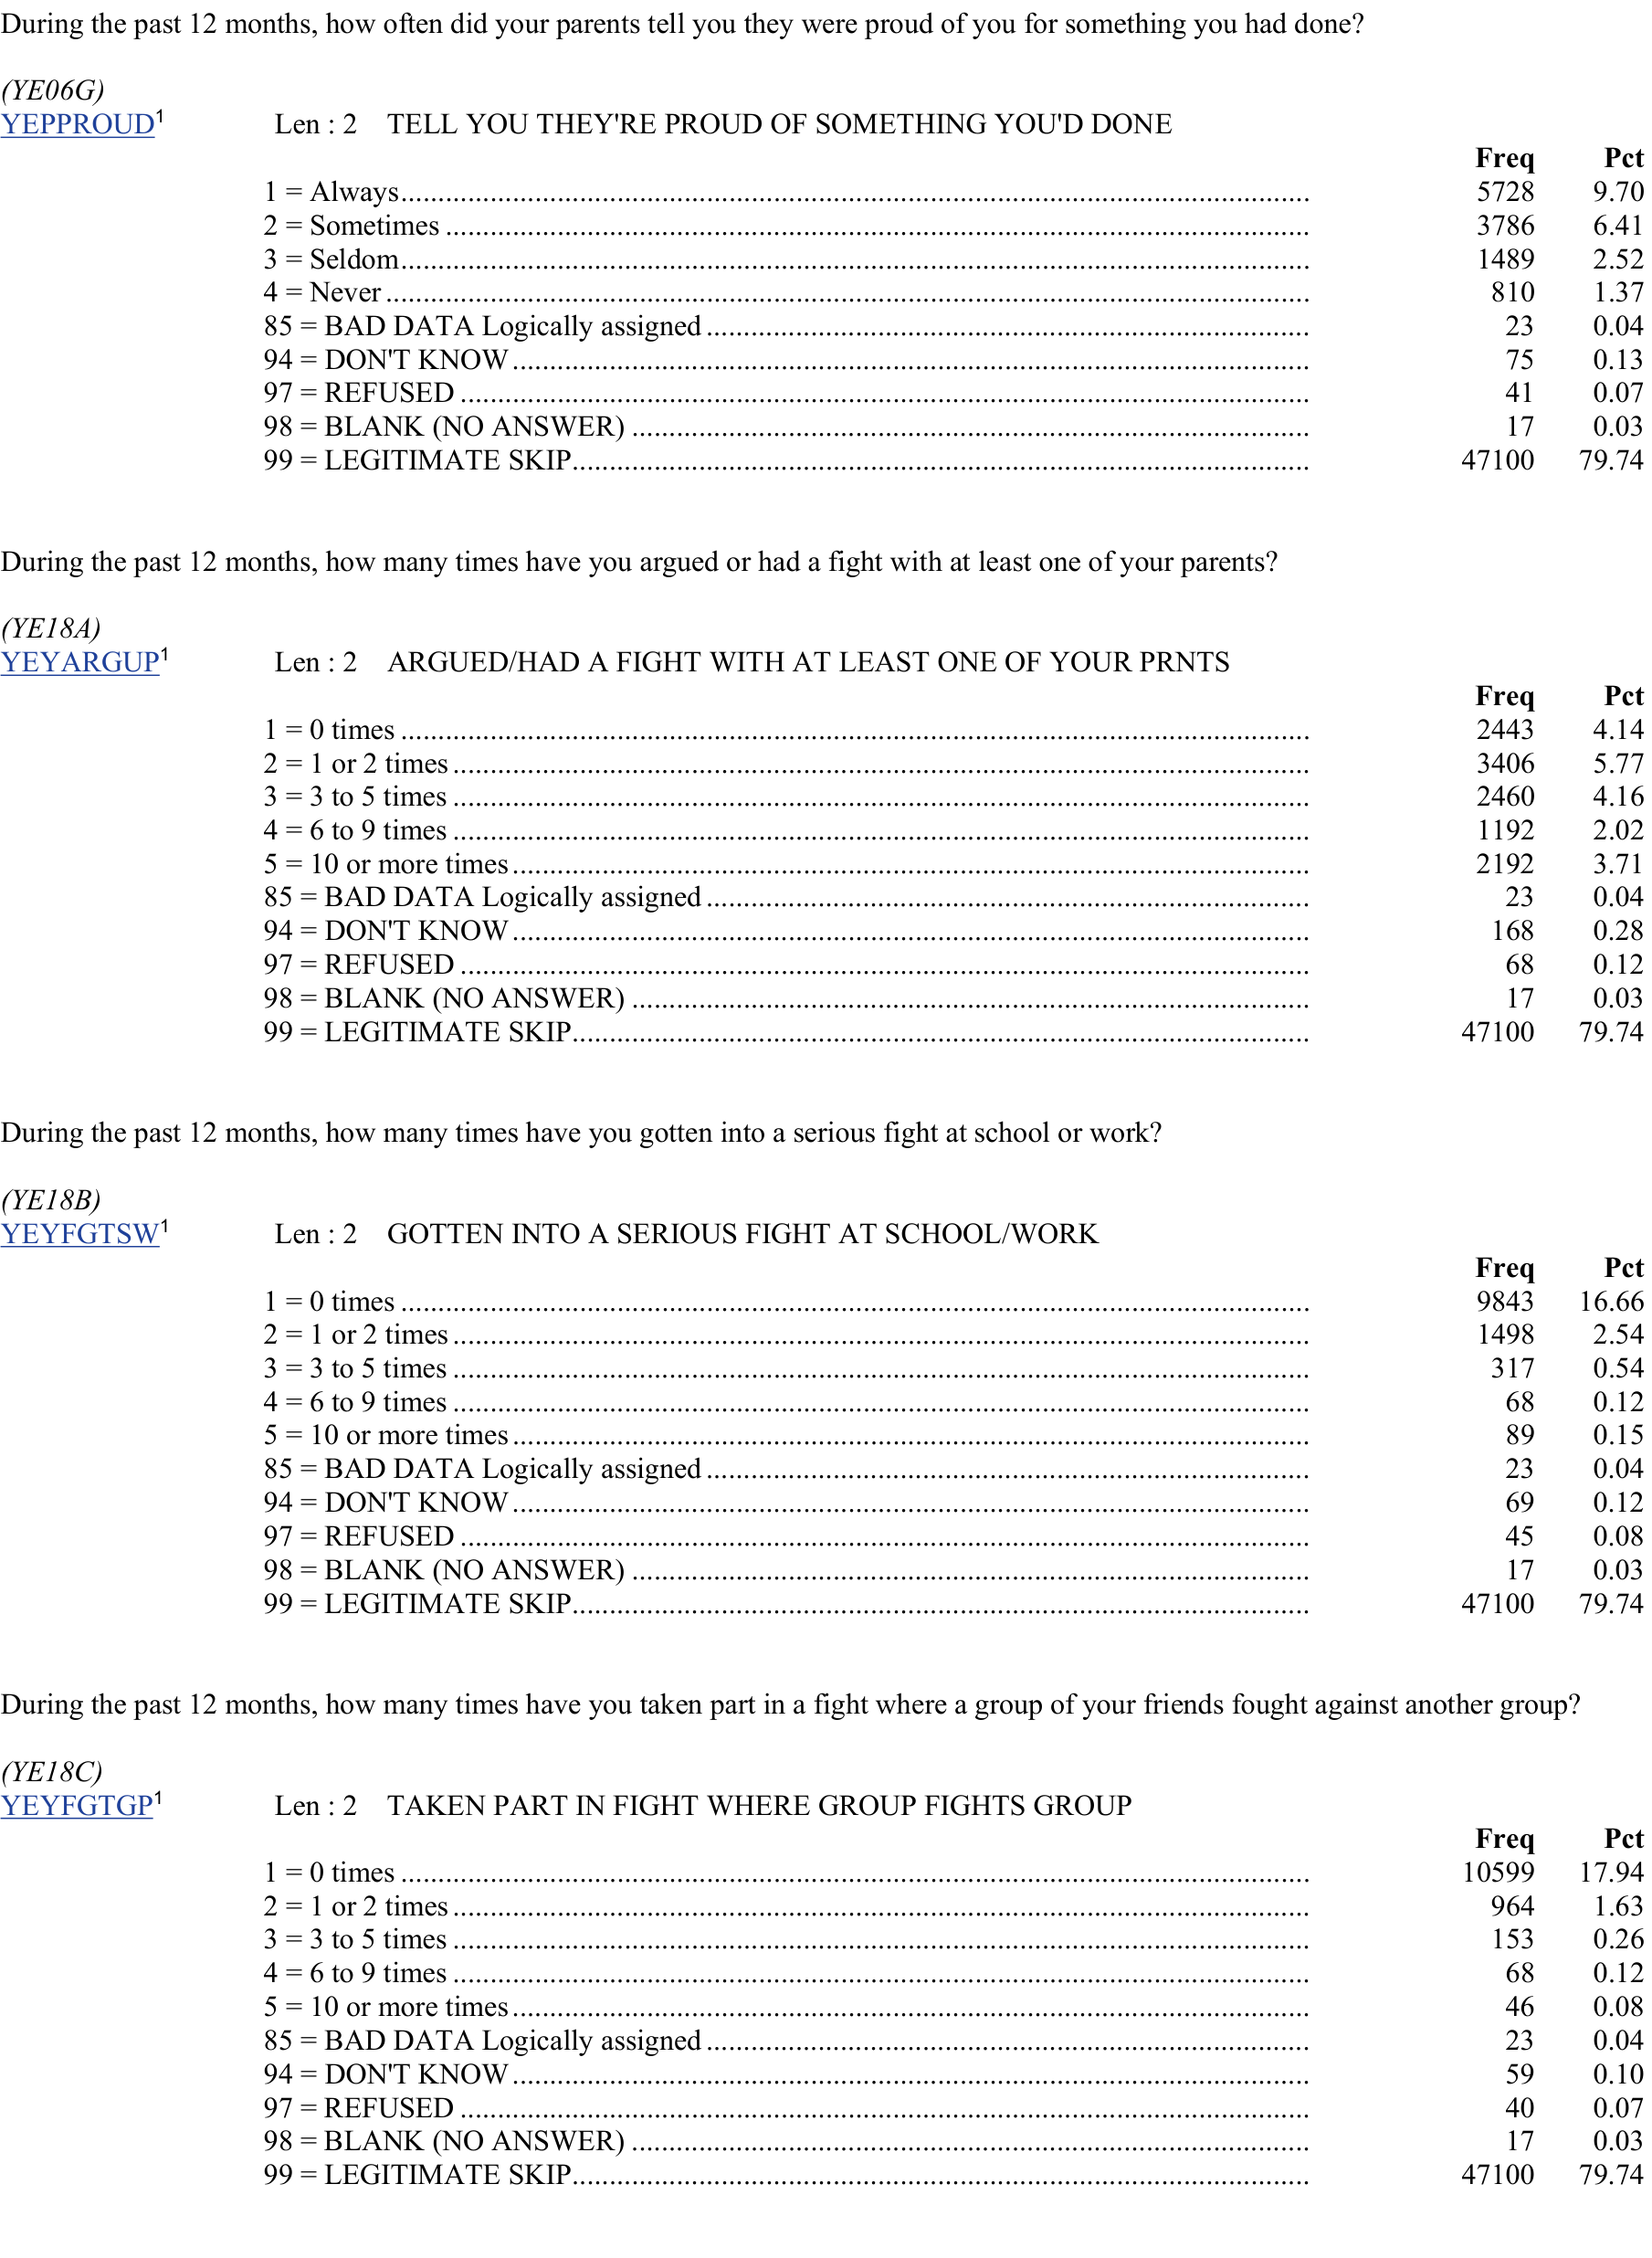 During the past 12 months, how often did your parents tell you they were proud of you for something you had done?
(YE06G)
YEPPROUD1 Len : 2 TELL YOU THEY'RE PROUD OF SOMETHING YOU'D DONE
Freq Pct
1 = Always 5728 9.70
2 = Sometimes 3786 6.41
3 = Seldom 1489 2.52
4 = Never 810 1.37
85 = BAD DATA Logically assigned 23 0.04
94 = DON'T KNOW 75 0.13
97 = REFUSED 41 0.07
98 = BLANK (NO ANSWER) 17 0.03
99 = LEGITIMATE SKIP 47100 79.74
During the past 12 months, how many times have you argued or had a fight with at least one of your parents?
(YE18A)
YEYARGUP1 Len : 2 ARGUED/HAD A FIGHT WITH AT LEAST ONE OF YOUR PRNTS
Freq Pct
1 = 0 times 2443 4.14
2 = 1 or 2 times 3406 5.77
3 = 3 to 5 times 2460 4.16
4 = 6 to 9 times 1192 2.02
5 = 10 or more times 2192 3.71
85 = BAD DATA Logically assigned 23 0.04
94 = DON'T KNOW 168 0.28
97 = REFUSED 68 0.12
98 = BLANK (NO ANSWER) 17 0.03
99 = LEGITIMATE SKIP 47100 79.74
During the past 12 months, how many times have you gotten into a serious fight at school or work?
(YE18B)
YEYFGTSW1 Len : 2 GOTTEN INTO A SERIOUS FIGHT AT SCHOOL/WORK
Freq Pct
1 = 0 times 9843 16.66
2 = 1 or 2 times 1498 2.54
3 = 3 to 5 times 317 0.54
4 = 6 to 9 times 68 0.12
5 = 10 or more times 89 0.15
85 = BAD DATA Logically assigned 23 0.04
94 = DON'T KNOW 69 0.12
97 = REFUSED 45 0.08
98 = BLANK (NO ANSWER) 17 0.03
99 = LEGITIMATE SKIP 47100 79.74
During the past 12 months, how many times have you taken part in a fight where a group of your friends fought against another group?
(YE18C)
YEYFGTGP1 Len : 2 TAKEN PART IN FIGHT WHERE GROUP FIGHTS GROUP
Freq Pct
1 = 0 times 10599 17.94
2 = 1 or 2 times 964 1.63
3 = 3 to 5 times 153 0.26
4 = 6 to 9 times 68 0.12
5 = 10 or more times 46 0.08
85 = BAD DATA Logically assigned 23 0.04
94 = DON'T KNOW 59 0.10
97 = REFUSED 40 0.07
98 = BLANK (NO ANSWER) 17 0.03
99 = LEGITIMATE SKIP 47100 79.74